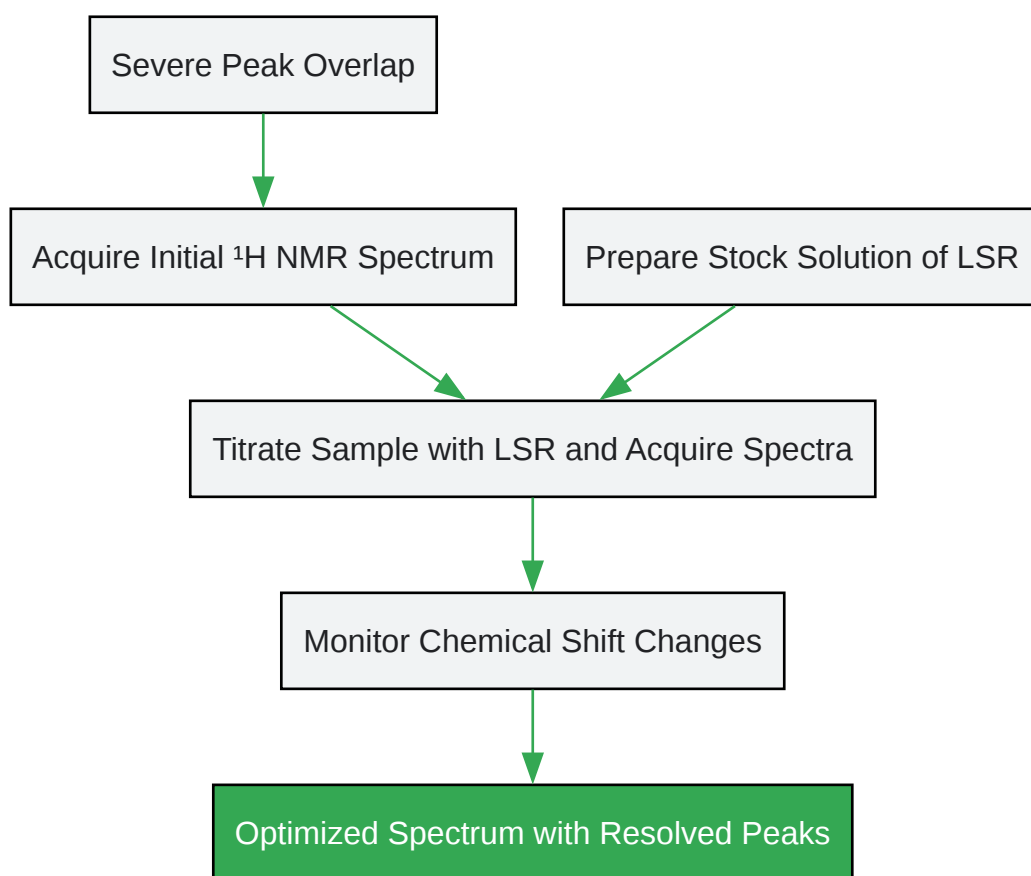 Severe Peak Overlap
Acquire Initial ¹H NMR Spectrum
Prepare Stock Solution of LSR
Titrate Sample with LSR and Acquire Spectra
Monitor Chemical Shift Changes
Optimized Spectrum with Resolved Peaks